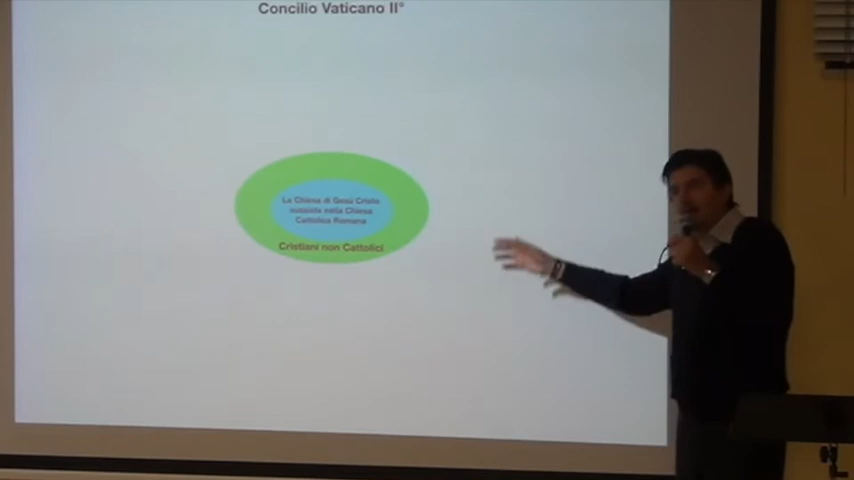 Concilio Vaticano II°
La Chiesa di Gesù Cristo
sussiste nella Chiesa
Cattolica Romana
Cristiani non Cattolici